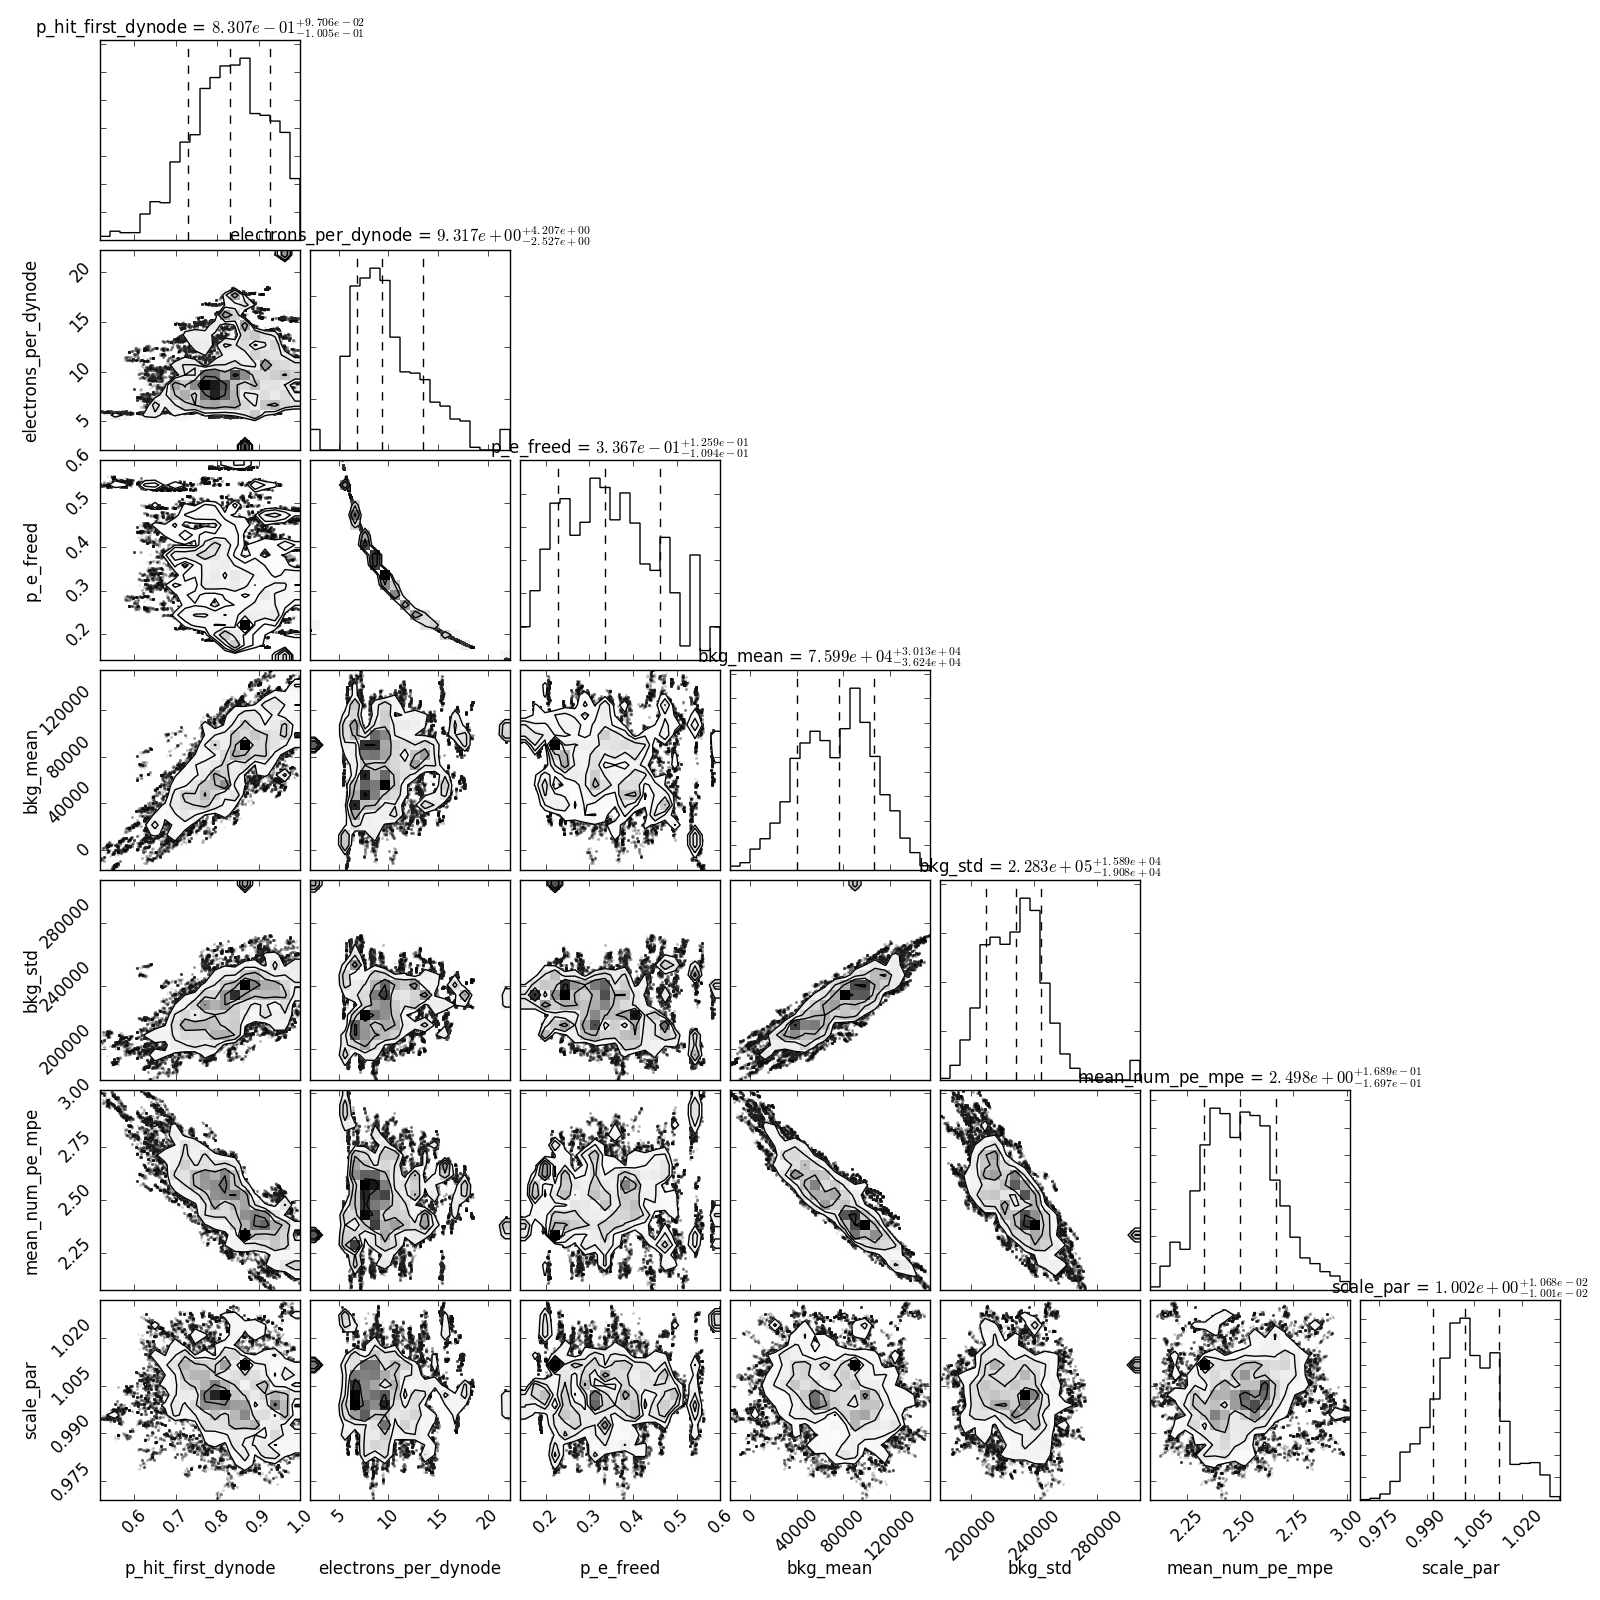 p_hit_first_dynode = 8.307e−01+9.706e−02−1.005e−01
electrons_per_dynode = 9.317e+00+4.207e+00−2.527e+00
electrons_per_dynode
20
15
10
5
p_e_freed = 3.367e−01+1.259e−01−1.094e−01
p_e_freed
0.6
0.5
0.4
0.3
0.2
bkg_mean = 7.599e+04+3.013e+04−3.624e+04
bkg_mean
120000
80000
40000
0
bkg_std = 2.283e+05+1.589e+04−1.908e+04
bkg_std
280000
240000
200000
mean_num_pe_mpe = 2.498e+00+1.689e−01−1.697e−01
mean_num_pe_mpe
3.00
2.75
2.50
2.25
scale_par = 1.002e+00+1.068e−02−1.001e−02
scale_par
1.020
1.005
0.990
0.975
0.6 0.7 0.8 0.9 1.0 5 10 15 20 0.2 0.3 0.4 0.5 0.6 0 40000 80000 120000 200000 240000 280000 2.25 2.50 2.75 3.00 0.975 0.990 1.005 1.020
p_hit_first_dynode electrons_per_dynode p_e_freed bkg_mean bkg_std mean_num_pe_mpe scale_par